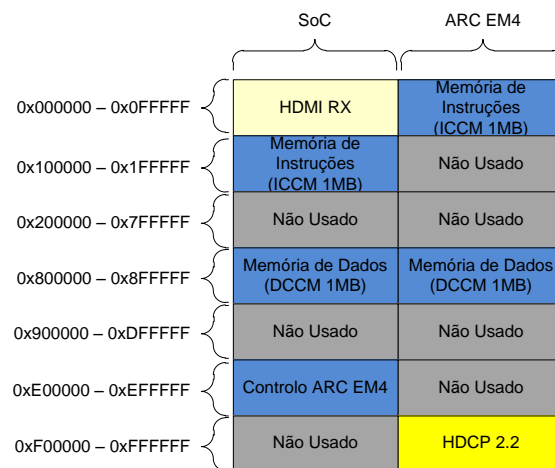 SoC
ARC EM4
0x000000 – 0x0FFFFF
HDMI RX
Memória de
Instruções
(ICCM 1MB)
0x100000 – 0x1FFFFF
Memória de
Instruções
(ICCM 1MB)
Não Usado
0x200000 – 0x7FFFFF
Não Usado
Não Usado
0x800000 – 0x8FFFFF
Memória de Dados
(DCCM 1MB)
Memória de Dados
(DCCM 1MB)
0x900000 – 0xDFFFFF
Não Usado
Não Usado
0xE00000 – 0xEFFFFF
Controlo ARC EM4
Não Usado
0xF00000 – 0xFFFFFF
Não Usado
HDCP 2.2